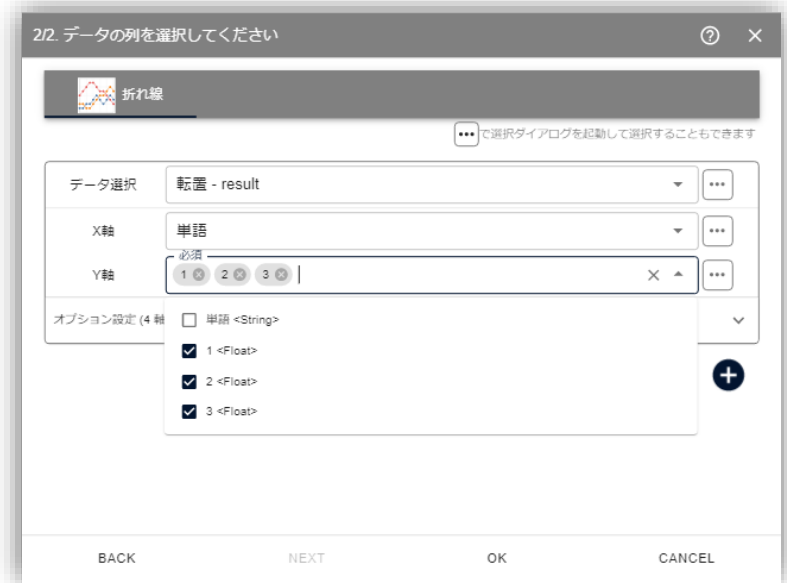 2/2. データの列を選択してください
折れ線
で選択ダイアログを起動して選択することもできます
データ選択 転置 - result
X軸 単語
必須
Y軸 1 2 3
オプション設定 (4 軸
単語 <String>
1 <Float>
2 <Float>
3 <Float>
BACK NEXT OK CANCEL